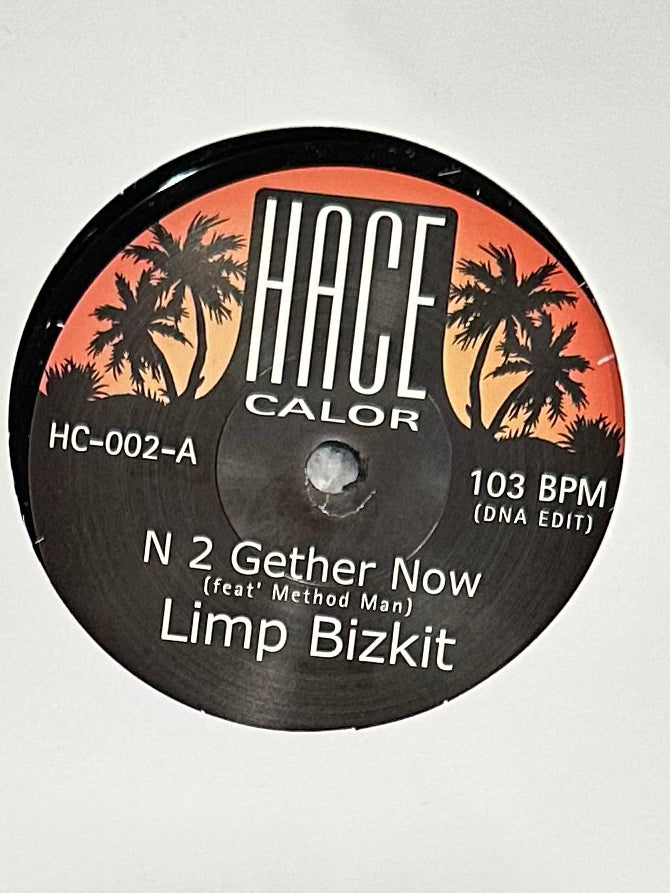 HACE
CALOR
HC-002-A
103 BPM
(DNA EDIT)
N 2 Gether Now
(feat' Method Man)
Limp Bizkit